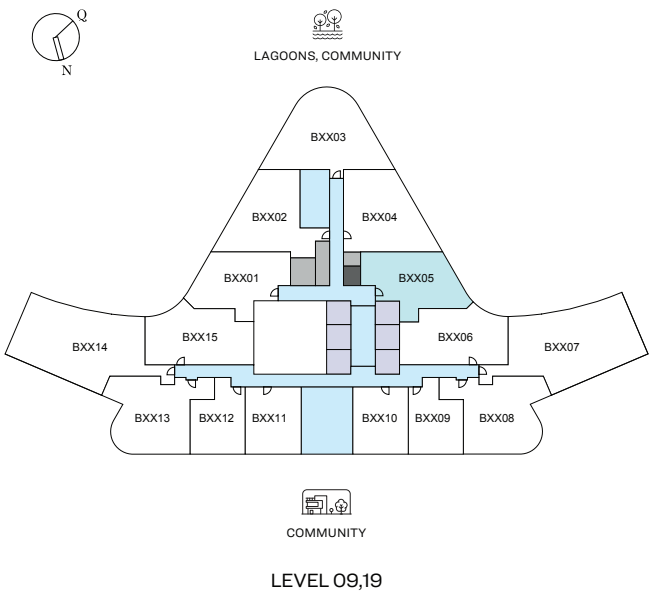 Q
N
LAGOONS, COMMUNITY
BXX03
BXX02
BXX04
BXX01
BXX05
BXX14
BXX15
BXX06
BXX07
BXX13
BXX12
BXX11
BXX10
BXX09
BXX08
COMMUNITY
LEVEL 09,19